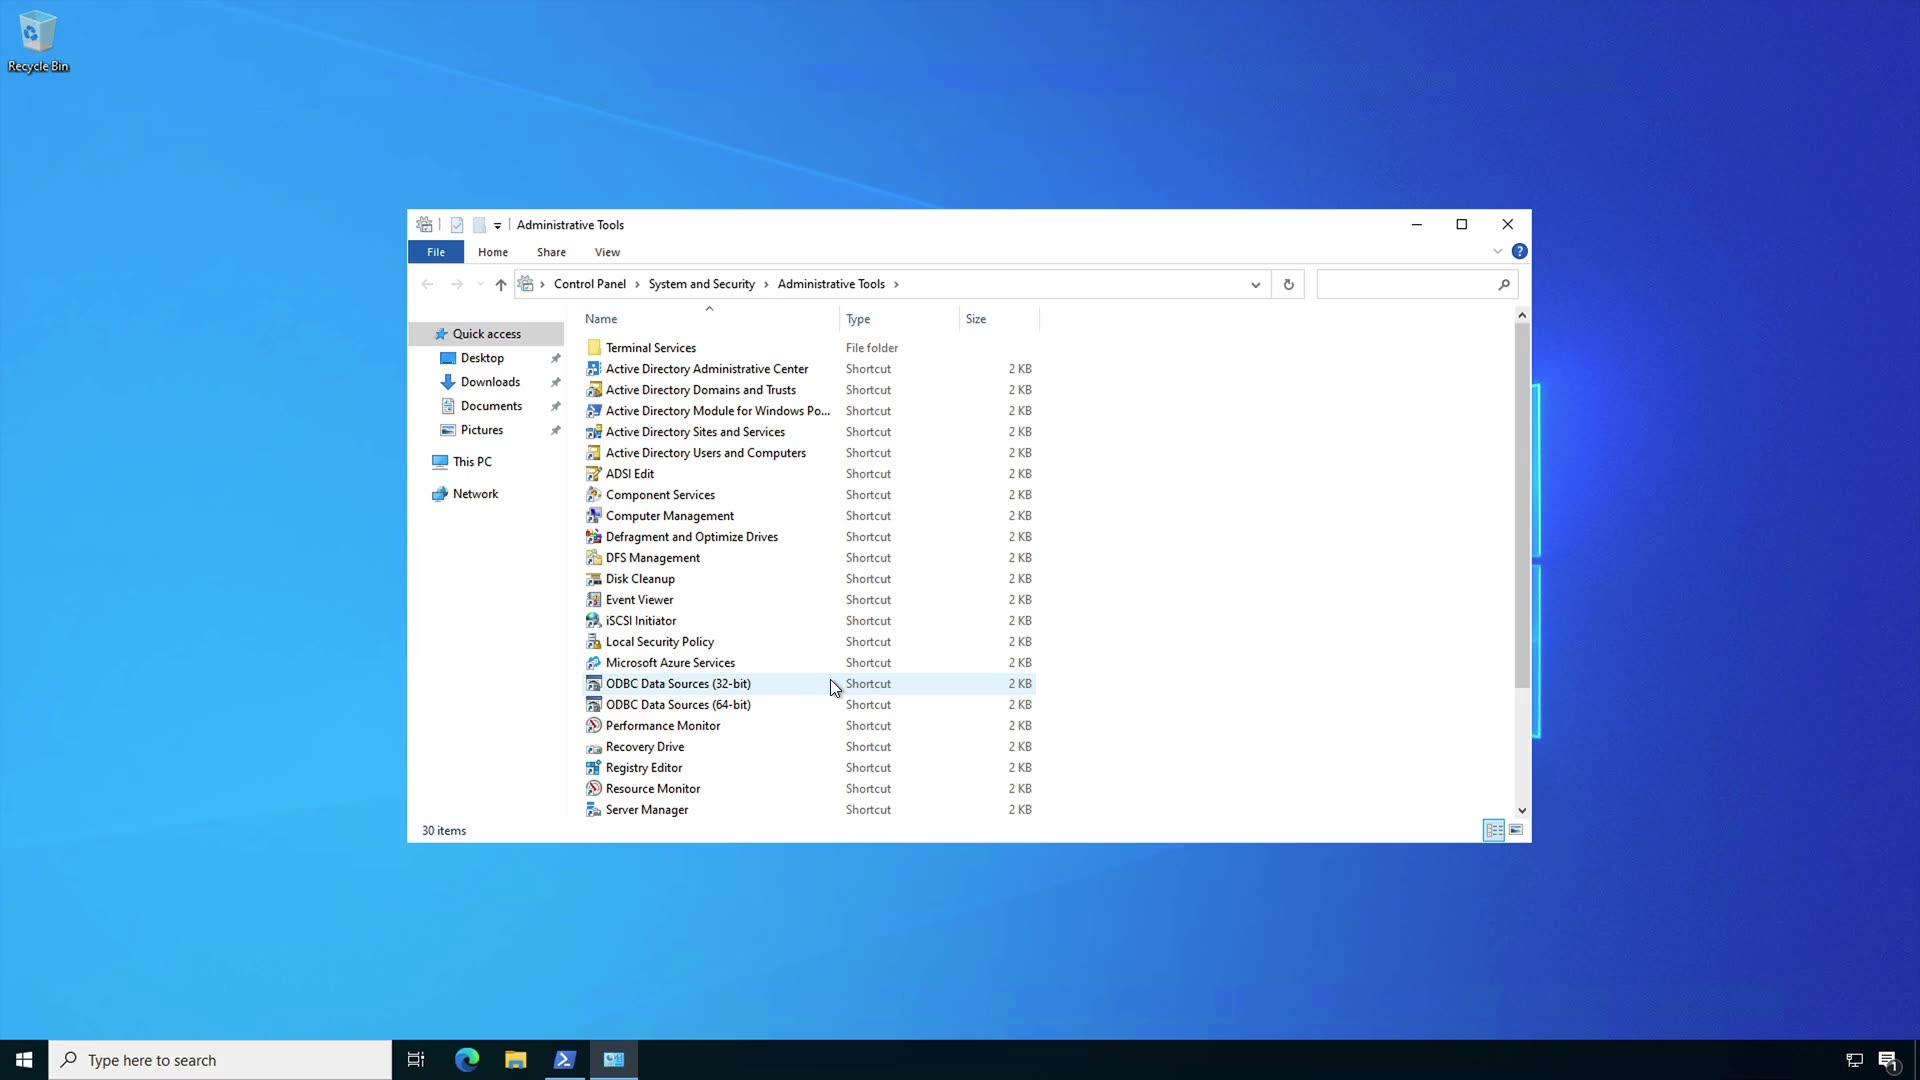 Recycle Bin
Administrative Tools
File Home Share View
Control Panel System and Security Administrative Tools
Name Type Size
Quick access
Desktop
Downloads
Documents
Pictures
This PC
Network
Terminal Services File folder
Active Directory Administrative Center Shortcut 2 KB
Active Directory Domains and Trusts Shortcut 2 KB
Active Directory Module for Windows Po... Shortcut 2 KB
Active Directory Sites and Services Shortcut 2 KB
Active Directory Users and Computers Shortcut 2 KB
ADSI Edit Shortcut 2 KB
Component Services Shortcut 2 KB
Computer Management Shortcut 2 KB
Defragment and Optimize Drives Shortcut 2 KB
DFS Management Shortcut 2 KB
Disk Cleanup Shortcut 2 KB
Event Viewer Shortcut 2 KB
iSCSI Initiator Shortcut 2 KB
Local Security Policy Shortcut 2 KB
Microsoft Azure Services Shortcut 2 KB
ODBC Data Sources (32-bit) Shortcut 2 KB
ODBC Data Sources (64-bit) Shortcut 2 KB
Performance Monitor Shortcut 2 KB
Recovery Drive Shortcut 2 KB
Registry Editor Shortcut 2 KB
Resource Monitor Shortcut 2 KB
Server Manager Shortcut 2 KB
30 items
Type here to search
1